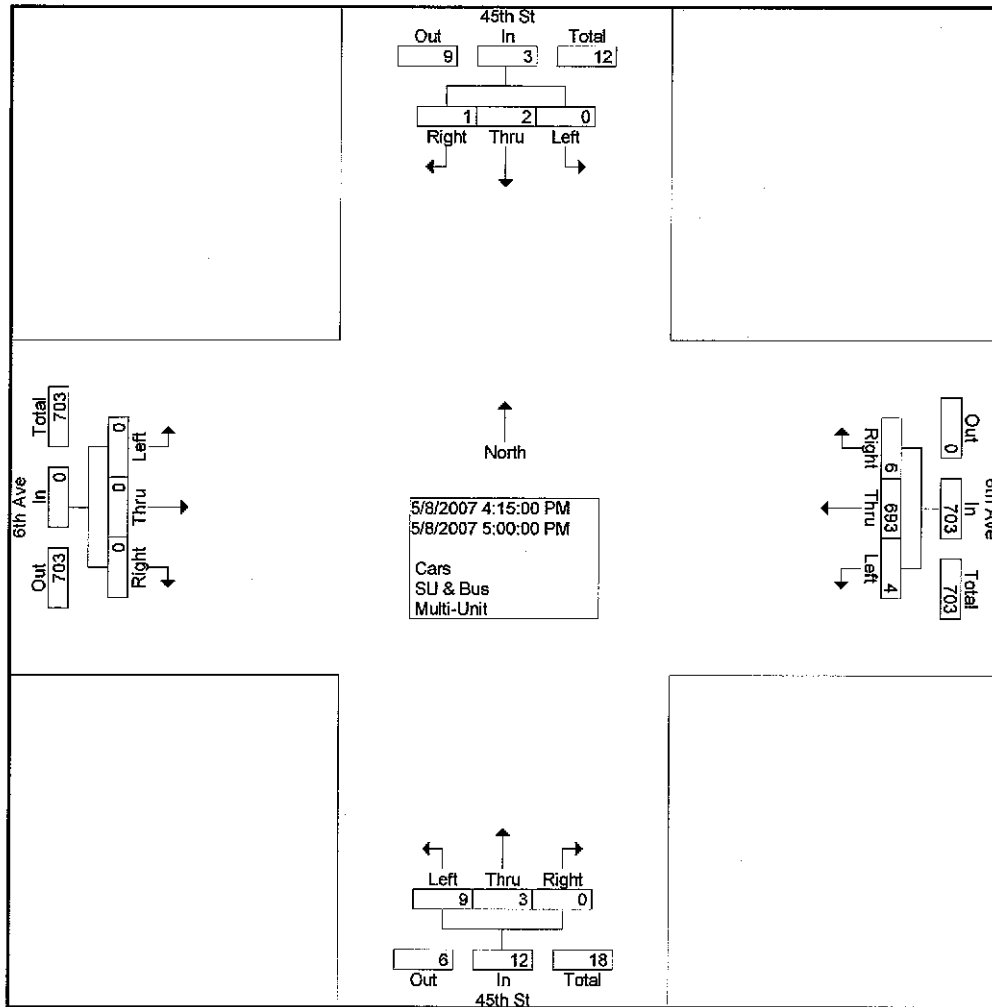 45th St
Out In Total
9 3 12
1 2 0
Right Thru Left
Total In Out
703 0 703
6th Ave
0 0 0
Left Thru Right
North
5/8/2007 4:15:00 PM
5/8/2007 5:00:00 PM
Cars
SU & Bus
Multi-Unit
Right Thru Left
6 693 4
Out In Total
0 703 703
6th Ave
Left Thru Right
9 3 0
6 12 18
Out In Total
45th St